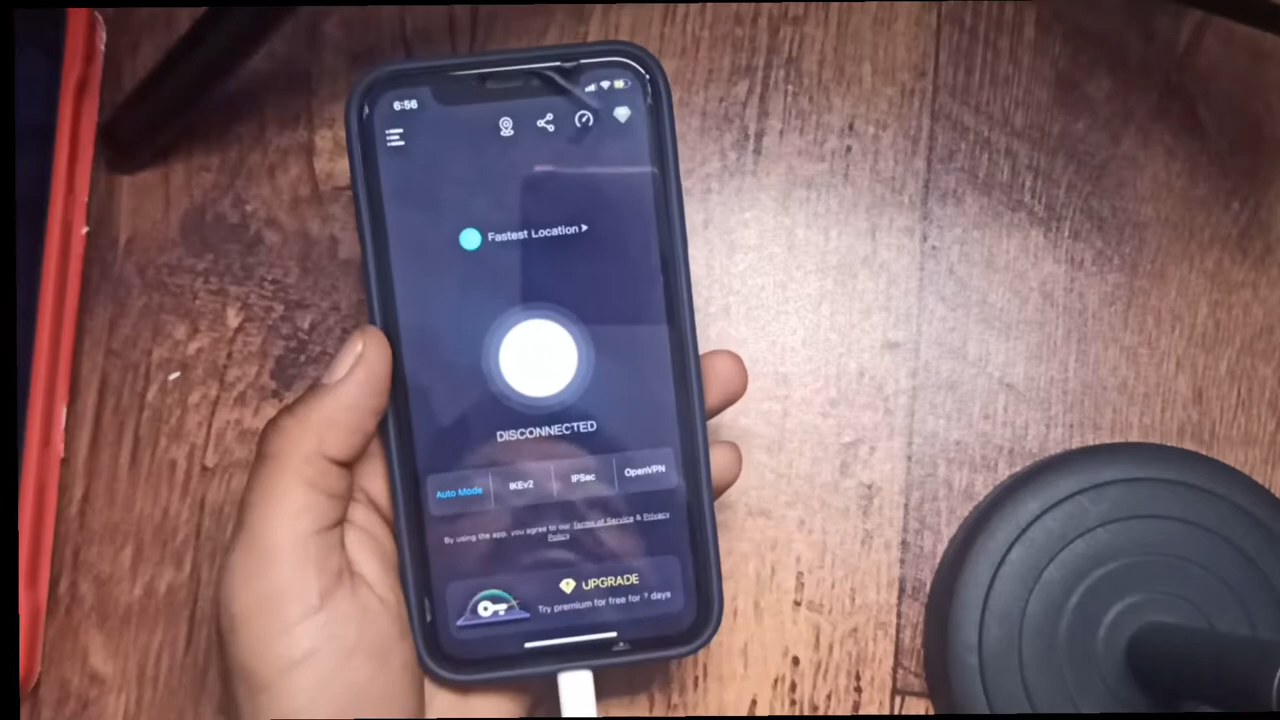 6:56
Fastest Location
DISCONNECTED
Auto Mode
IKEv2
IPSec
OpenVPN
By using the app, you agree to our Terms of Service & Privacy
Policy
UPGRADE
Try premium for free for 7 days